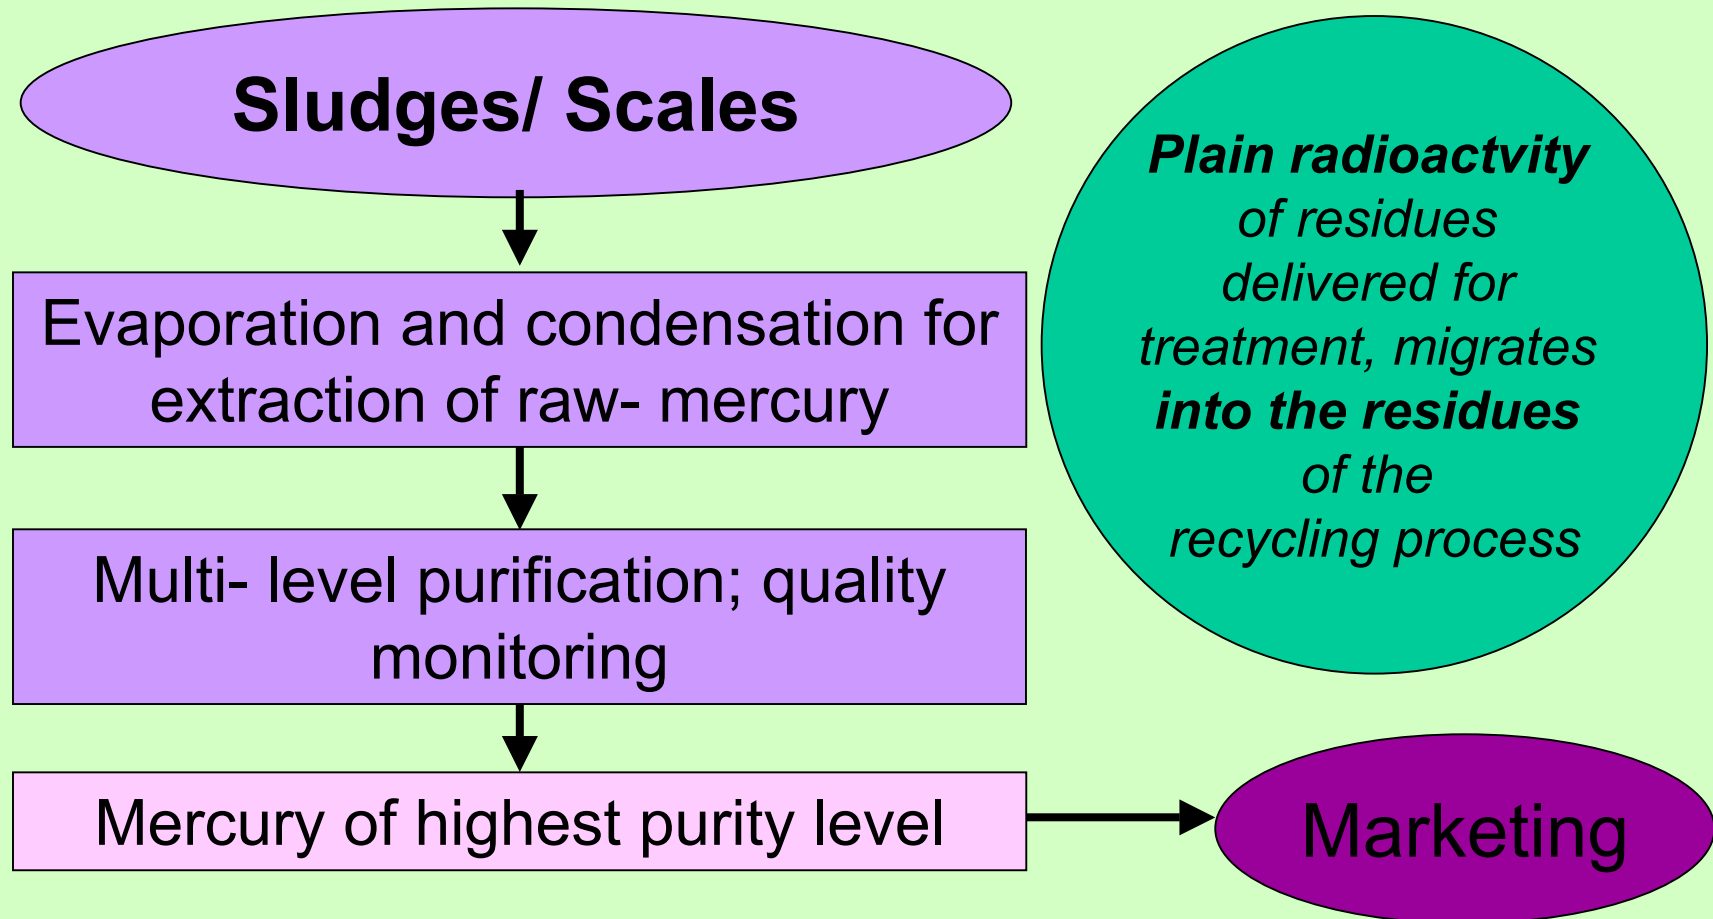 Sludges/ Scales
Evaporation and condensation for
extraction of raw- mercury
Multi- level purification; quality
monitoring
Mercury of highest purity level
Plain radioactvity
of residues
delivered for
treatment, migrates
into the residues
of the
recycling process
Marketing